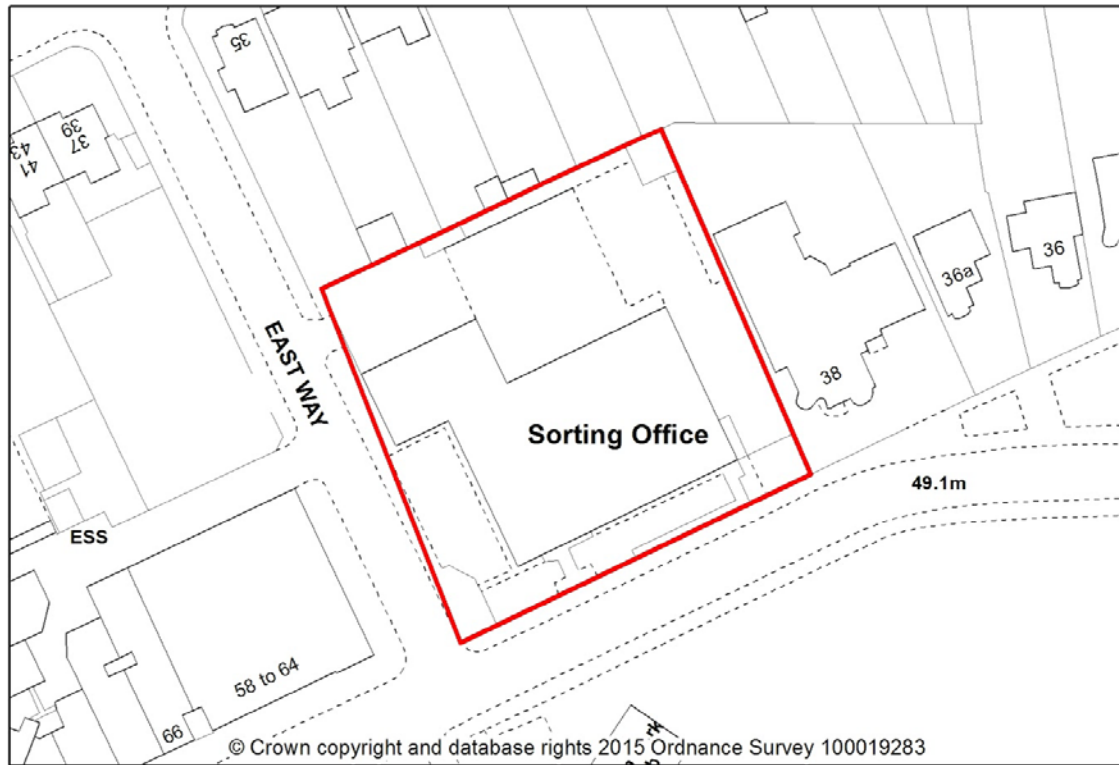 35
39
37
43
41
EAST WAY
Sorting Office
38
36a
36
49.1m
ESS
58 to 64
66
rk
© Crown copyright and database rights 2015 Ordnance Survey 100019283